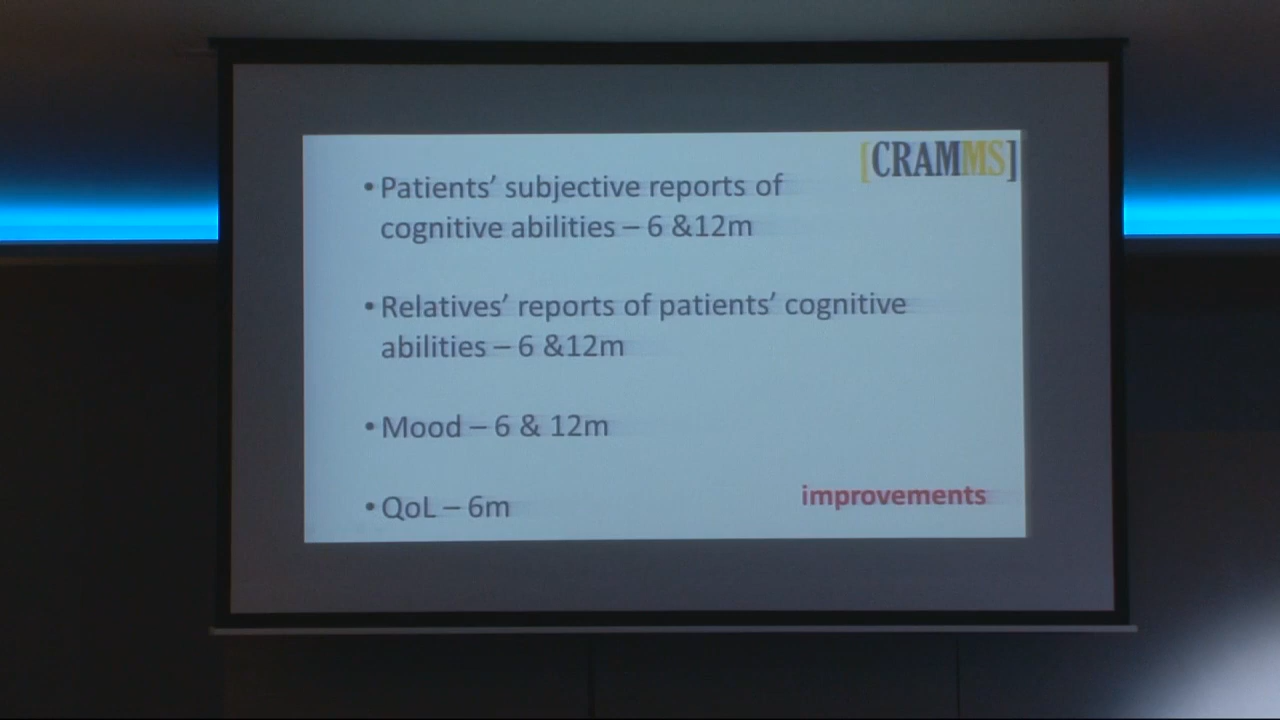 [CRAMMS]
• Patients’ subjective reports of
cognitive abilities – 6 &12m
• Relatives’ reports of patients’ cognitive
abilities – 6 &12m
• Mood – 6 & 12m
• QoL – 6m
improvements